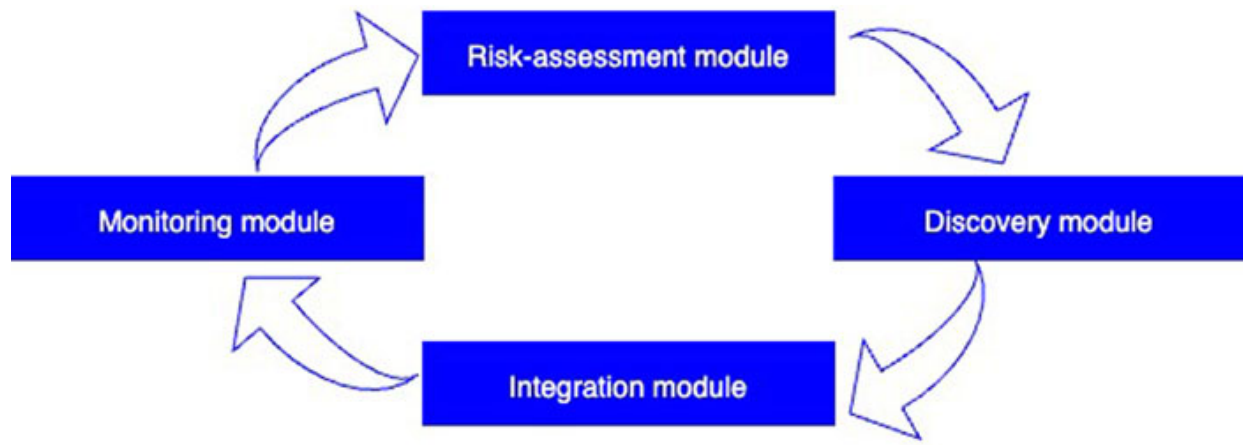 Risk-assessment module
Monitoring module
Discovery module
Integration module